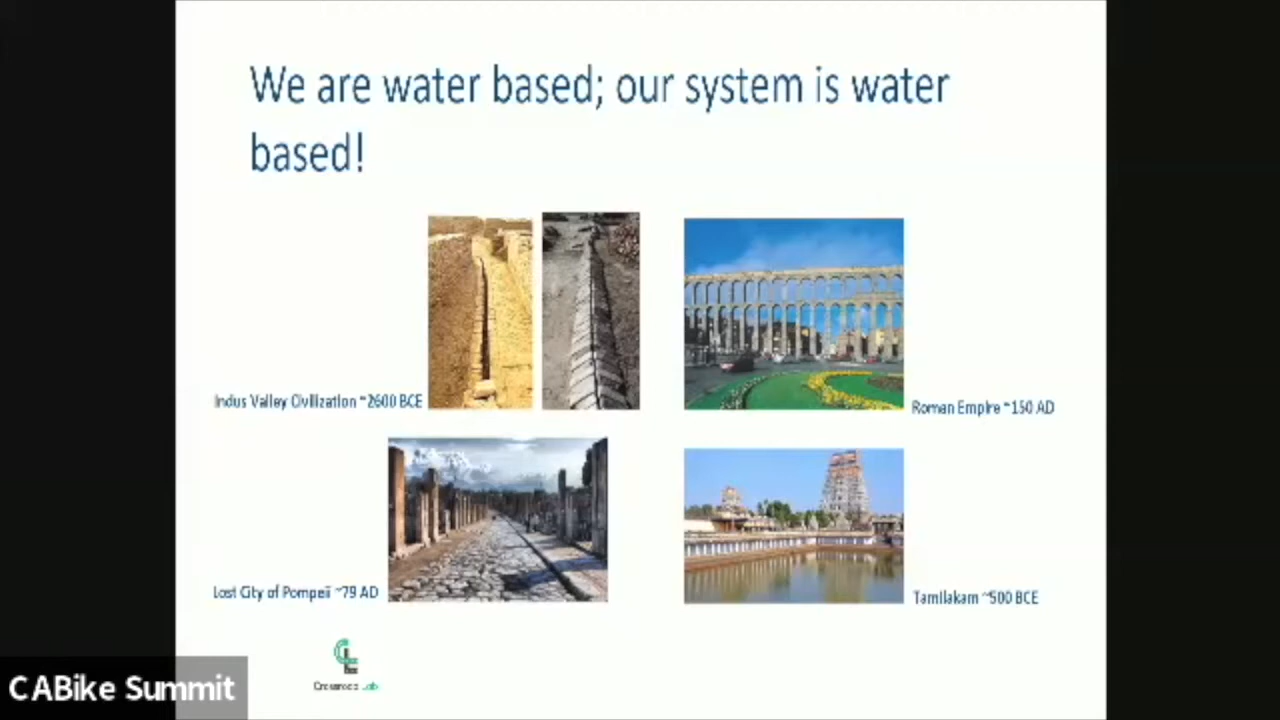 We are water based; our system is water
based!
Indus Valley Civilization ~2600 BCE
Roman Empire ~150 AD
Lost City of Pompeii ~79 AD
Tamilakam ~500 BCE
Lab
CABike Summit